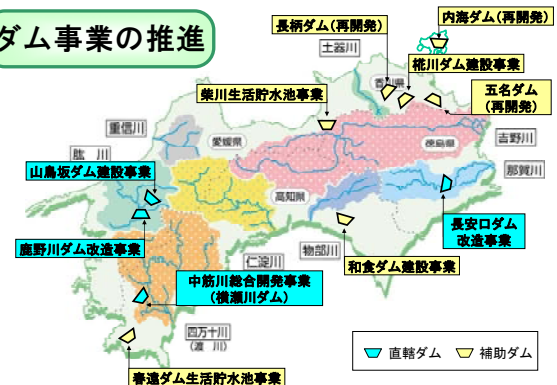 ダム事業の推進
長柄ダム(再開発)
内海ダム(再開発)
土器川
香川県
椛川ダム建設事業
柴川生活貯水池事業
五名ダム
(再開発)
重信川
愛媛県
徳島県
吉野川
肱川
那賀川
山鳥坂ダム建設事業
高知県
長安口ダム
改造事業
鹿野川ダム改造事業
物部川
仁淀川
和食ダム建設事業
中筋川総合開発事業
(横瀬川ダム)
四万十川
(渡川)
直轄ダム
補助ダム
春遠ダム生活貯水池事業